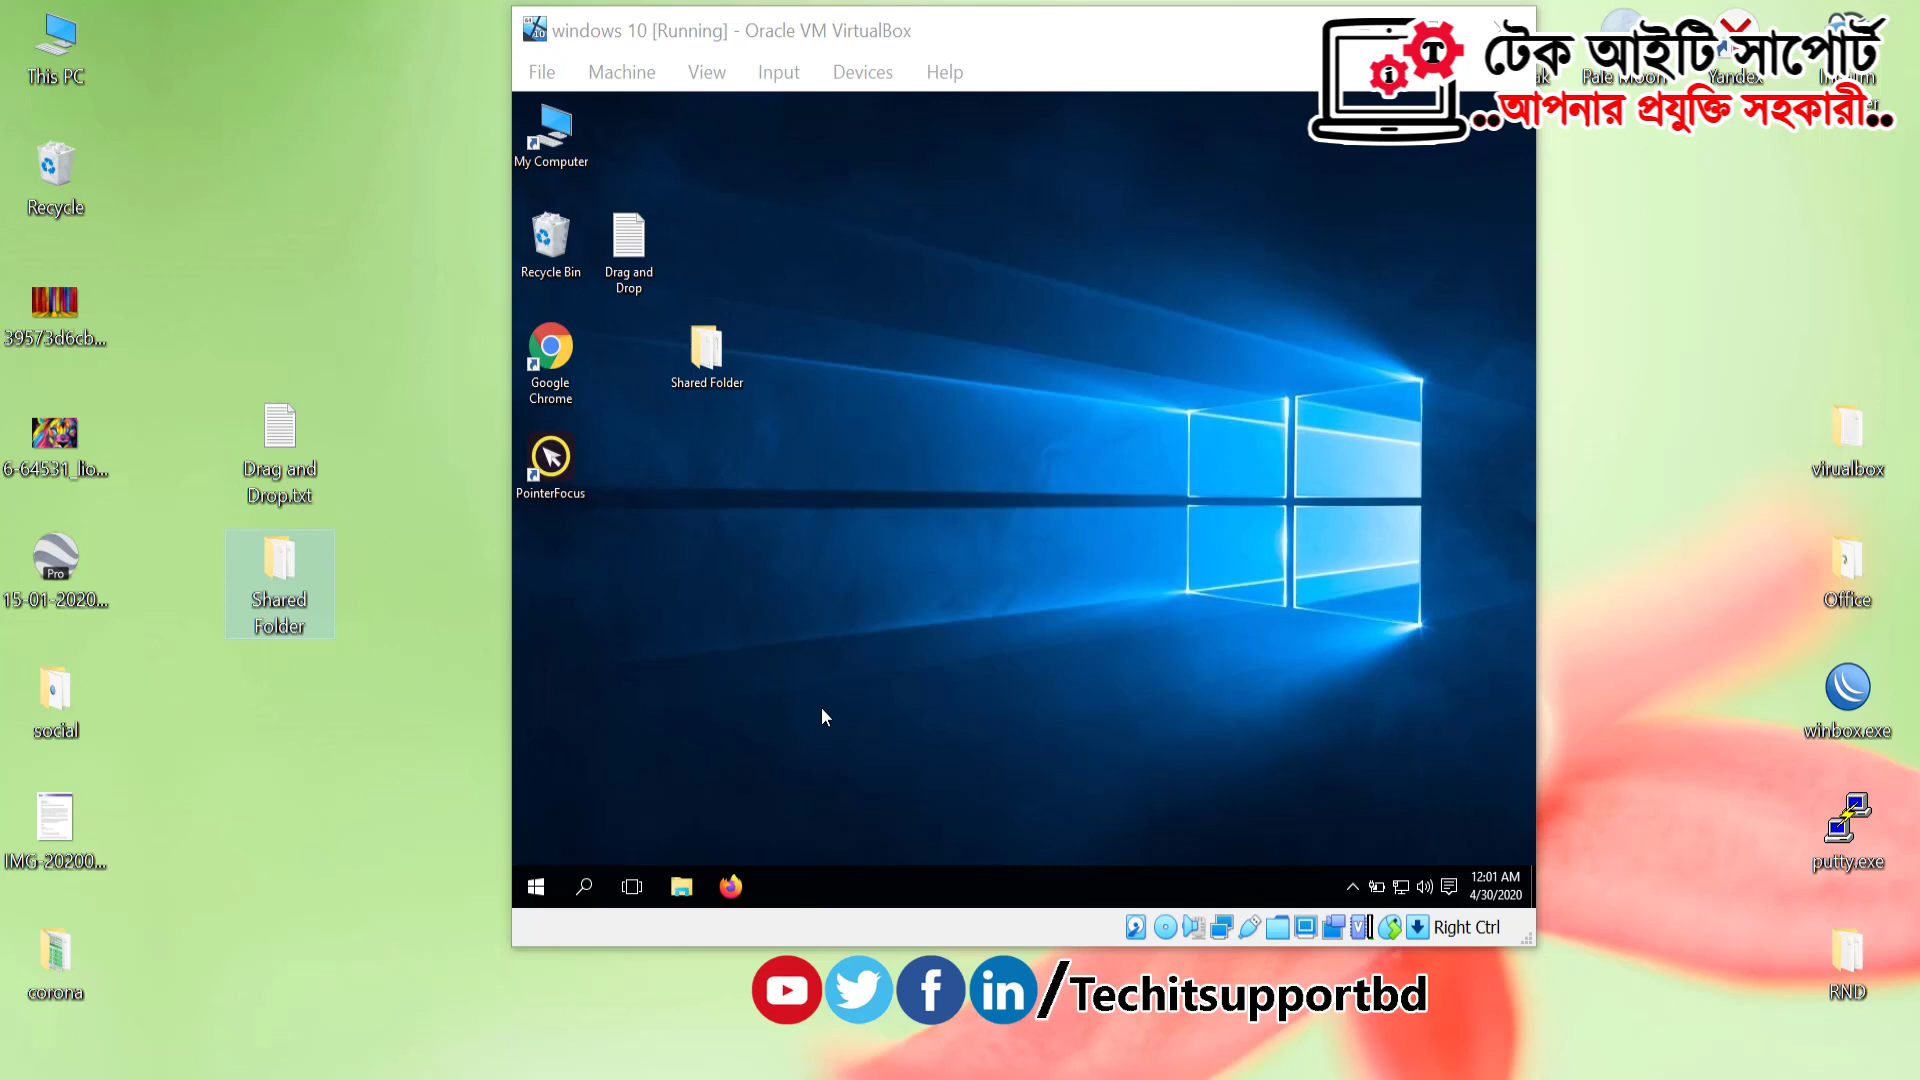 This PC
Recycle
39573d6cb...
6-64531_lio...
Pro
15-01-2020...
social
IMG-20200...
corona
Drag and
Drop.txt
Shared
Folder
windows 10 [Running] - Oracle VM VirtualBox
File Machine View Input Devices Help
My Computer
Recycle Bin
Drag and
Drop
Google
Chrome
Shared Folder
PointerFocus
12:01 AM
4/30/2020
Right Ctrl
টেক আইটি সাপোর্ট
..আপনার প্রযুক্তি সহকারী..
Pale Moon
Yandex
virualbox
Office
winbox.exe
putty.exe
RND
/Techitsupportbd